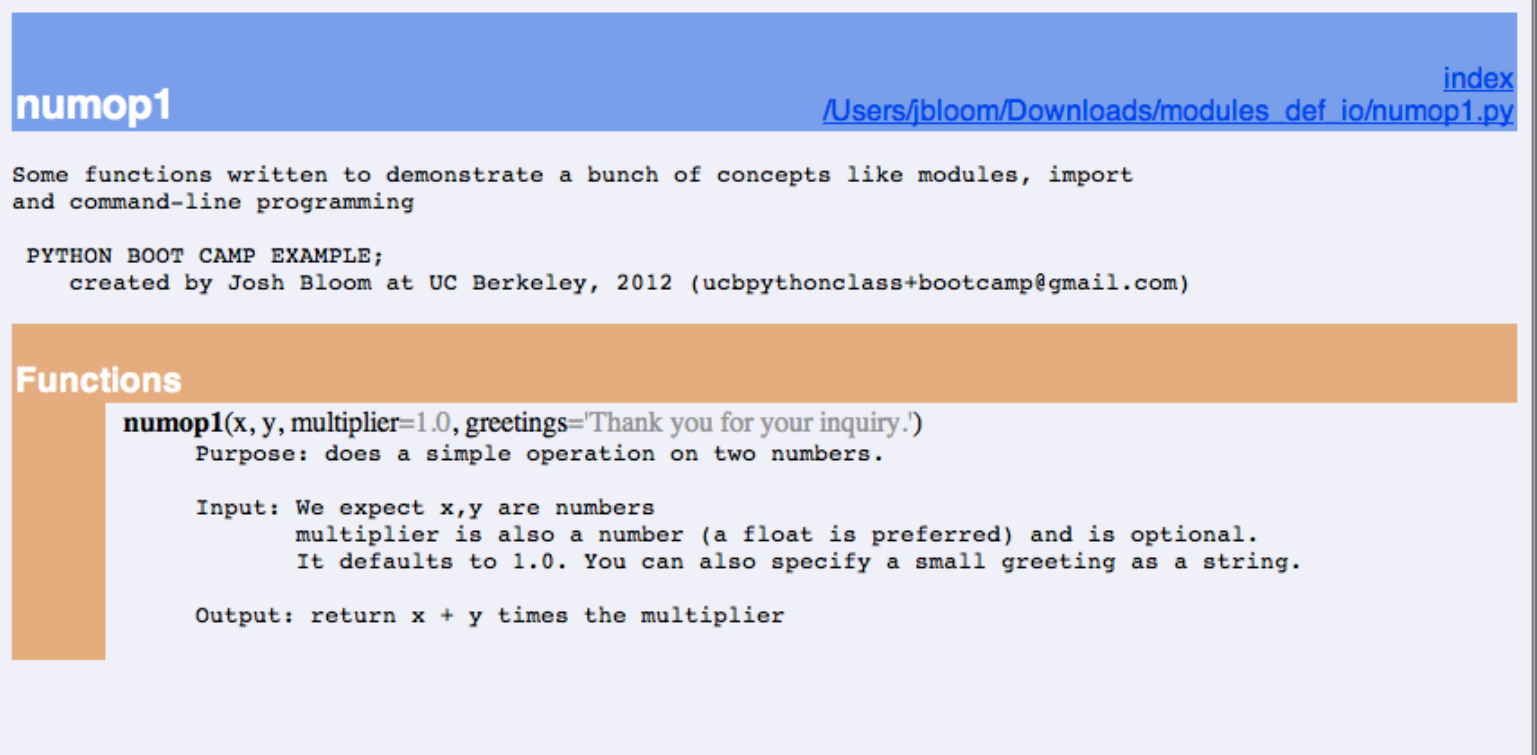 numop1
index
/Users/jbloom/Downloads/modules_def_io/numop1.py
Some functions written to demonstrate a bunch of concepts like modules, import
and command-line programming
PYTHON BOOT CAMP EXAMPLE;
created by Josh Bloom at UC Berkeley, 2012 (ucbpythonclass+bootcamp@gmail.com)
Functions
numop1(x, y, multiplier=1.0, greetings='Thank you for your inquiry.')
Purpose: does a simple operation on two numbers.
Input: We expect x,y are numbers
multiplier is also a number (a float is preferred) and is optional.
It defaults to 1.0. You can also specify a small greeting as a string.
Output: return x + y times the multiplier